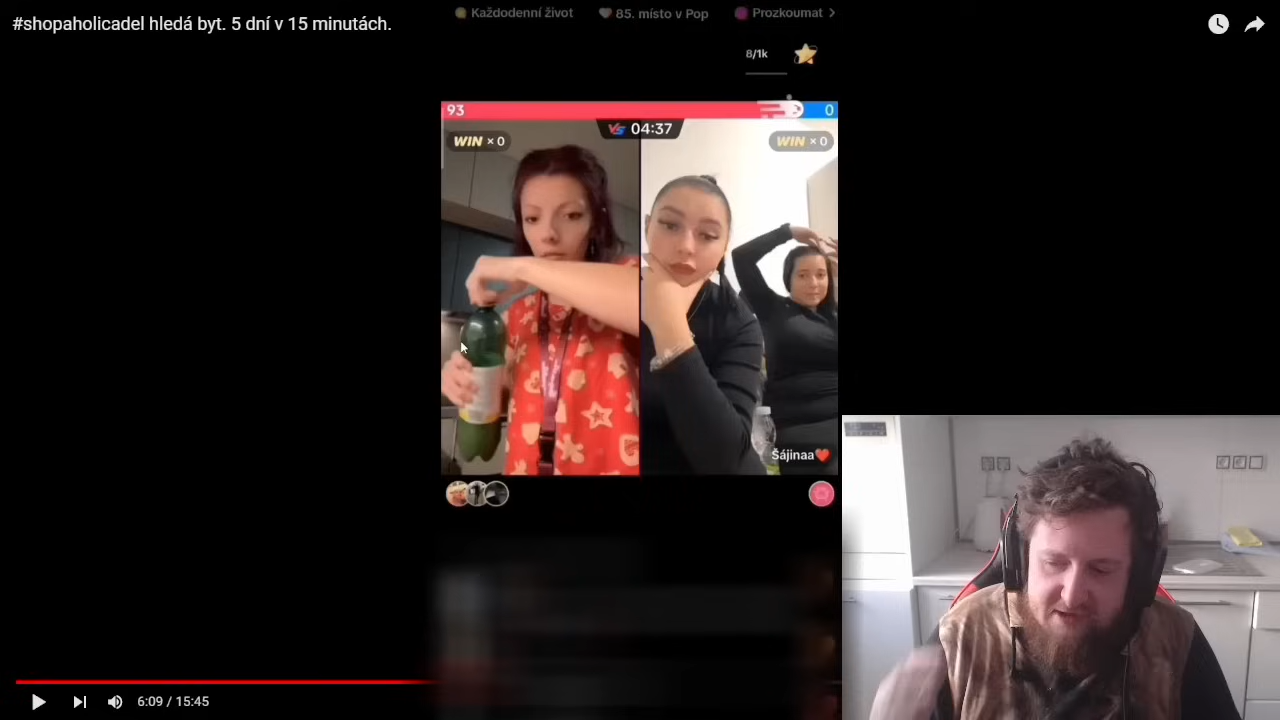 #shopaholicadel hledá byt. 5 dní v 15 minutách.
Každodenní život
85. místo v Pop
Prozkoumat
8/1k
93
0
VS 04:37
WIN × 0
WIN × 0
Šájinaa❤️
6:09 / 15:45